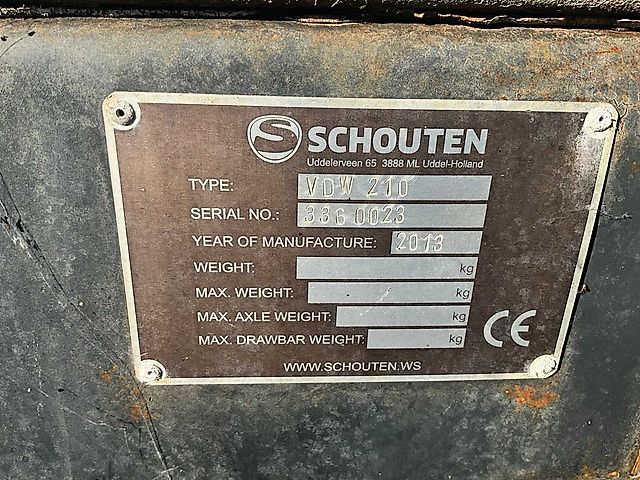 SCHOUTEN
Uddelerveen 65 3888 ML Uddel-Holland
TYPE: VDW 210
SERIAL NO.: 336 0023
YEAR OF MANUFACTURE: 2013
WEIGHT: kg
MAX. WEIGHT: kg
MAX. AXLE WEIGHT: kg
MAX. DRAWBAR WEIGHT: kg
CE
WWW.SCHOUTEN.WS